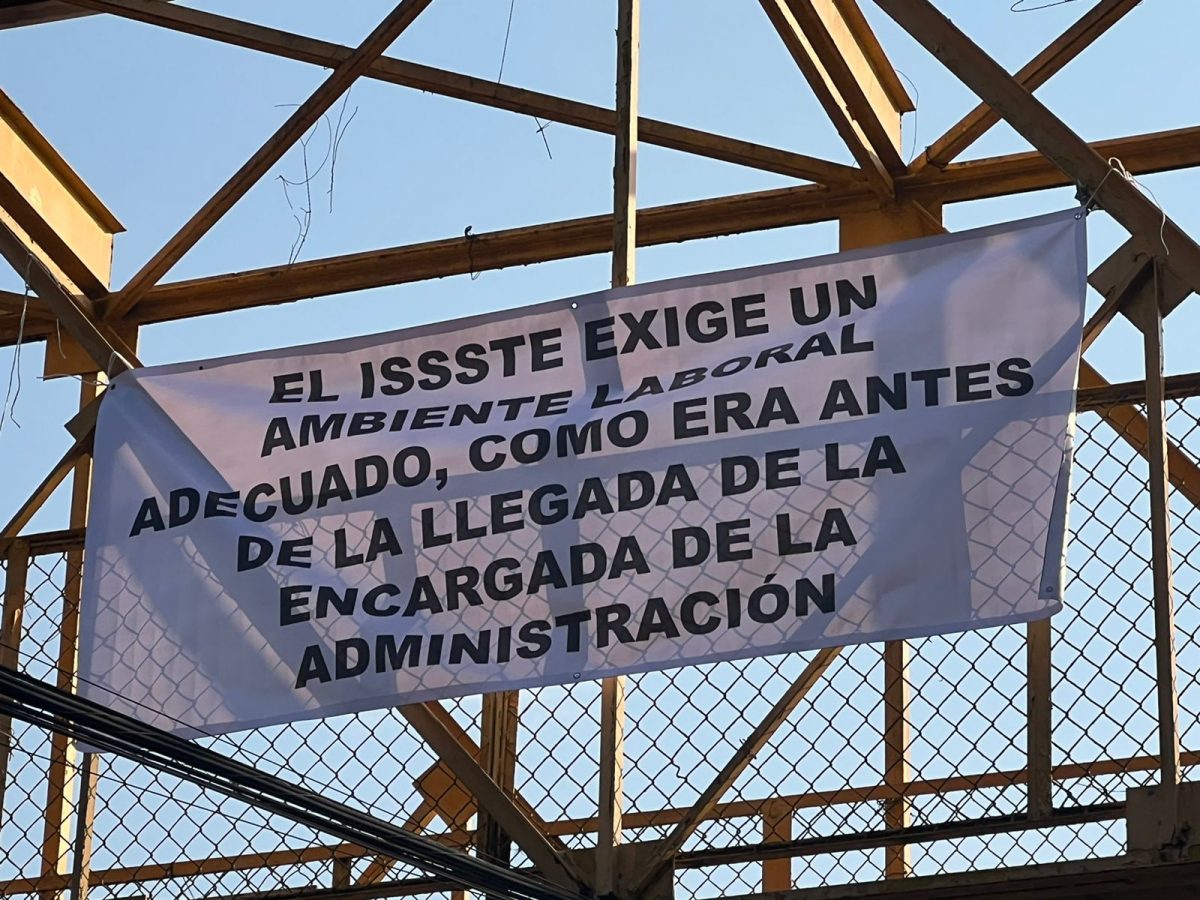 EL ISSSTE EXIGE UN
AMBIENTE LABORAL
ADECUADO, COMO ERA ANTES
DE LA LLEGADA DE LA
ENCARGADA DE LA
ADMINISTRACIÓN